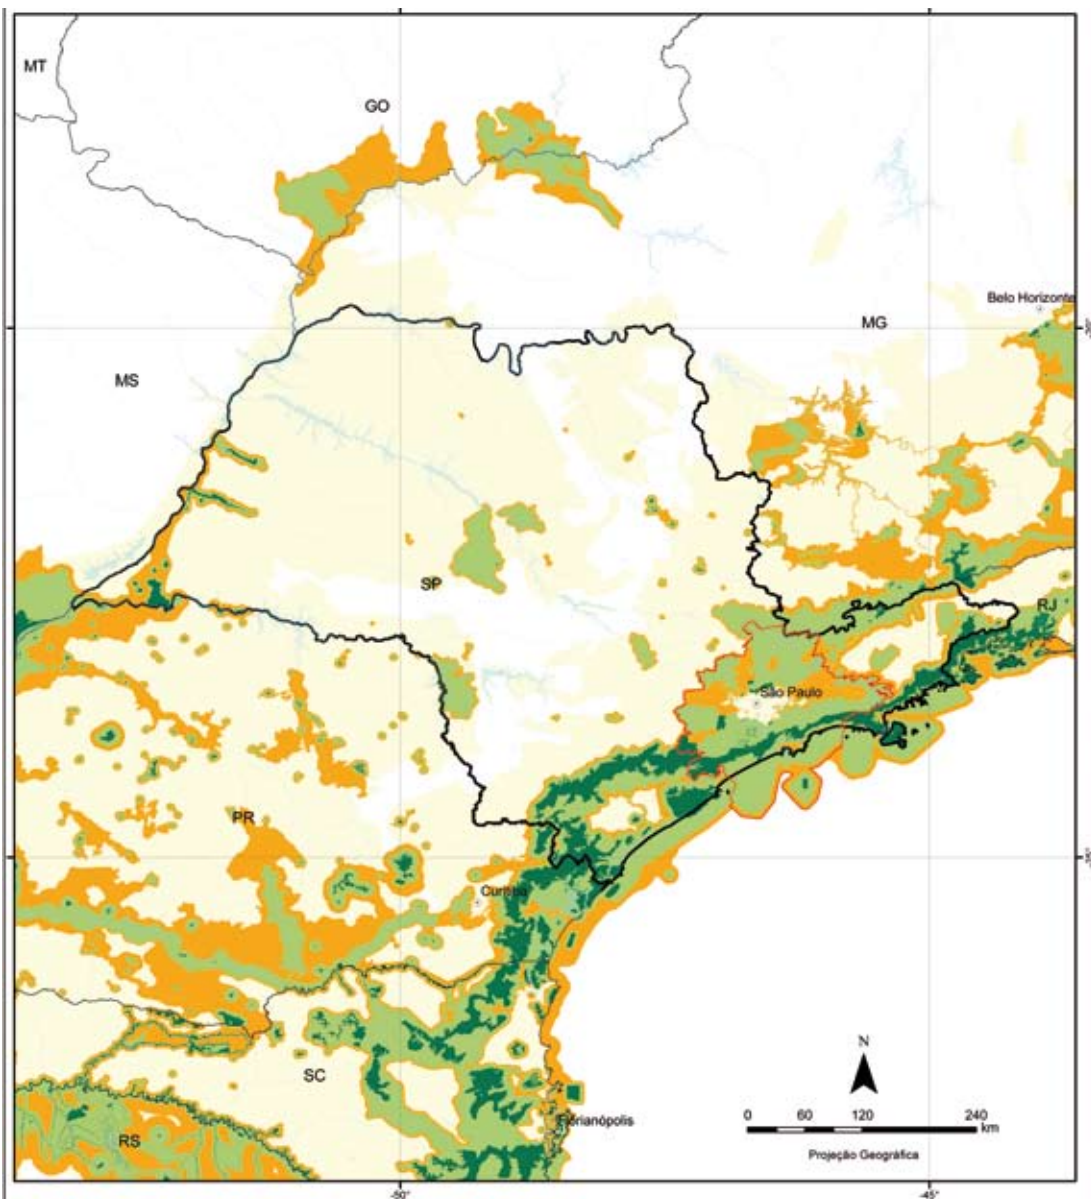 MT
GO
Belo Horizonte
MG
MS
SP
RJ
São Paulo
PR
Curitiba
SC
N
0 60 120 240
km
Projeção Geográfica
Florianópolis
RS
-50°
-45°